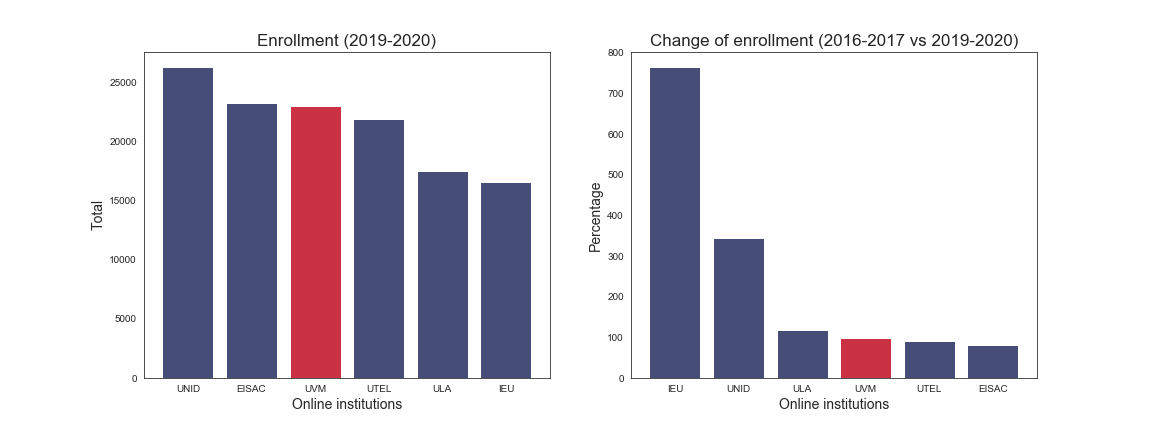 Enrollment (2019-2020)
25000
20000
15000
10000
5000
0
Total
UNID EISAC UVM UTEL ULA IEU
Online institutions
Change of enrollment (2016-2017 vs 2019-2020)
800
700
600
500
400
300
200
100
0
Percentage
IEU UNID ULA UVM UTEL EISAC
Online institutions